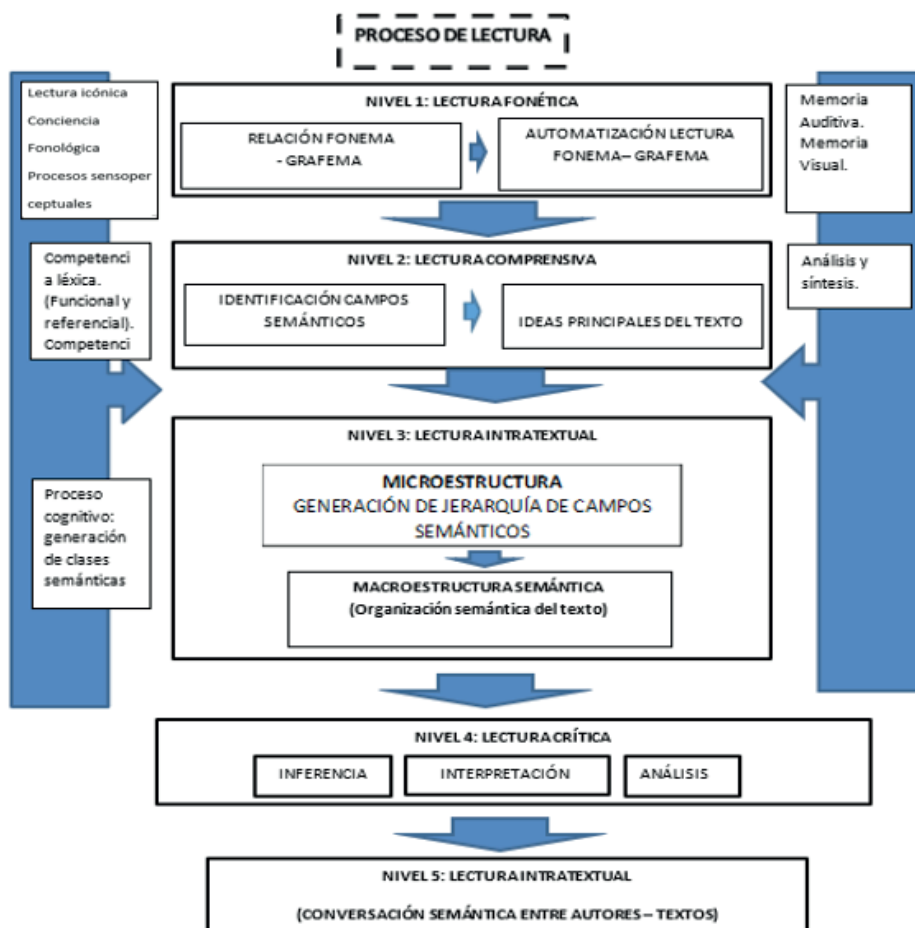 PROCESO DE LECTURA
Lectura icónica
Conciencia
Fonológica
Procesos sensoper
ceptuales
NIVEL 1: LECTURA FONÉTICA
RELACIÓN FONEMA
- GRAFEMA
AUTOMATIZACIÓN LECTURA
FONEMA– GRAFEMA
Memoria
Auditiva.
Memoria
Visual.
Competenci
a léxica.
(Funcional y
referencial).
Competenci
NIVEL 2: LECTURA COMPRENSIVA
IDENTIFICACIÓN CAMPOS
SEMÁNTICOS
IDEAS PRINCIPALES DEL TEXTO
Análisis y
síntesis.
NIVEL 3: LECTURA INTRATEXTUAL
MICROESTRUCTURA
GENERACIÓN DE JERARQUÍA DE CAMPOS
SEMÁNTICOS
MACROESTRUCTURA SEMÁNTICA
(Organización semántica del texto)
Proceso
cognitivo:
generación
de clases
semánticas
NIVEL 4: LECTURA CRÍTICA
INFERENCIA
INTERPRETACIÓN
ANÁLISIS
NIVEL 5: LECTURA INTRATEXTUAL
(CONVERSACIÓN SEMÁNTICA ENTRE AUTORES – TEXTOS)